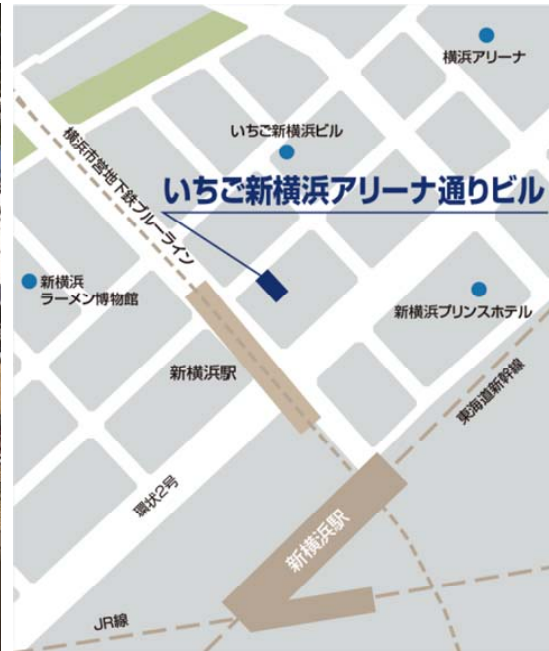 横浜アリーナ
いちご新横浜ビル
横浜市営地下鉄ブルーライン
いちご新横浜アリーナ通りビル
新横浜
ラーメン博物館
新横浜プリンスホテル
新横浜駅
東海道新幹線
環状2号
新横浜駅
JR線